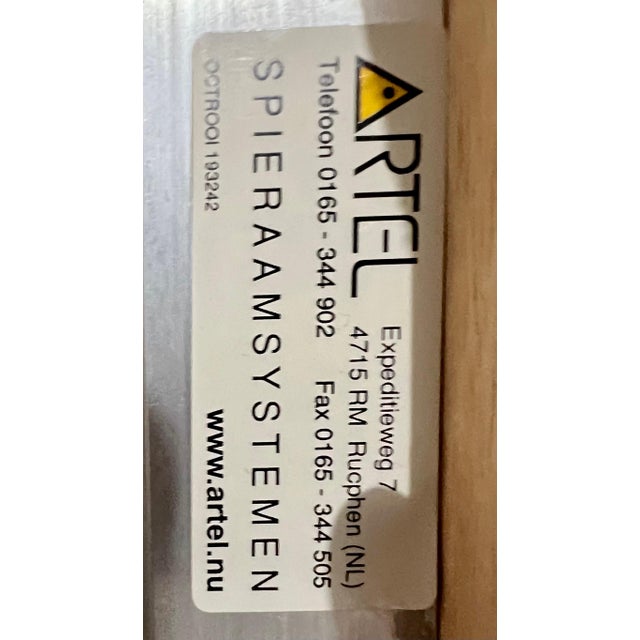 ARTEL
Expeditieweg 7
4715 RM Rucphen (NL)
Telefoon 0165 - 344 902 Fax 0165 - 344 505
SPIERAAMSYSTEMEN
OCTROOI 193242 www.artel.nu